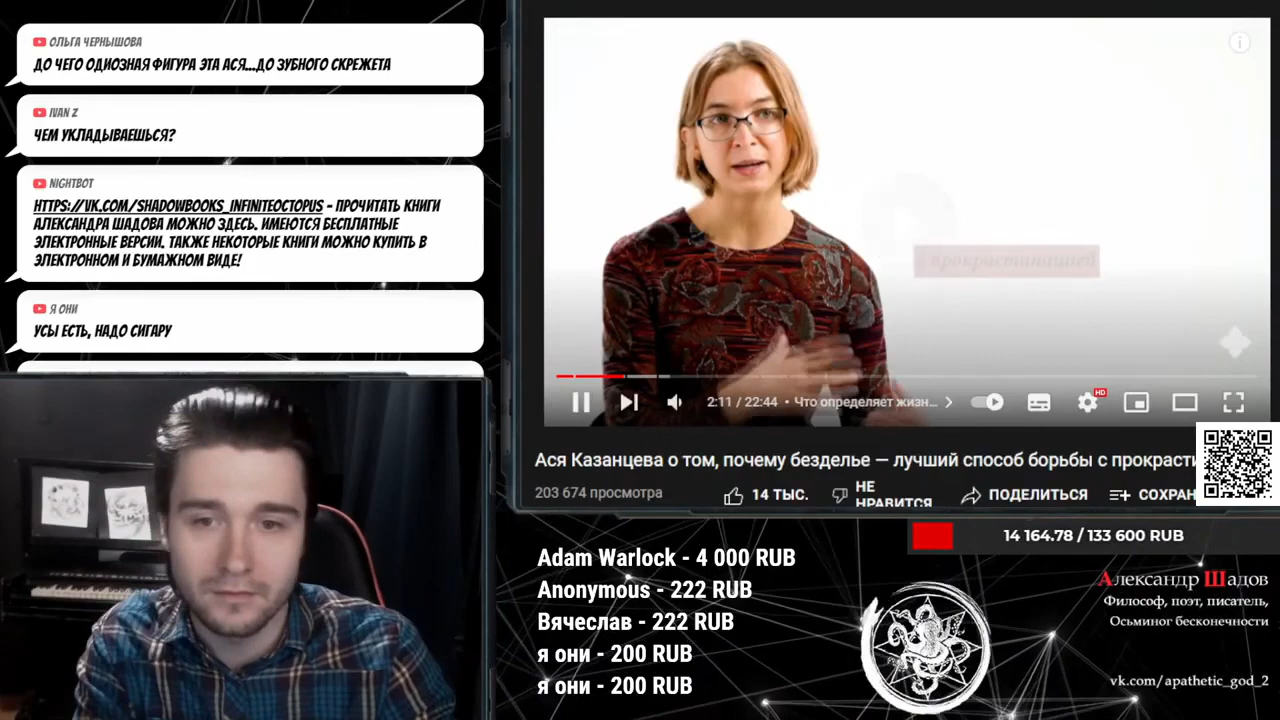 ОЛЬГА ЧЕРНЫШОВА
ДО ЧЕГО ОДИОЗНАЯ ФИГУРА ЭТА АСЯ...ДО ЗУБНОГО СКРЕЖЕТА
IVAN Z
ЧЕМ УКЛАДЫВАЕШЬСЯ?
NIGHTBOT
HTTPS://VK.COM/SHADOWBOOKS_INFINITEOCTOPUS - ПРОЧИТАТЬ КНИГИ
АЛЕКСАНДРА ШАДОВА МОЖНО ЗДЕСЬ. ИМЕЮТСЯ БЕСПЛАТНЫЕ
ЭЛЕКТРОННЫЕ ВЕРСИИ. ТАКЖЕ НЕКОТОРЫЕ КНИГИ МОЖНО КУПИТЬ В
ЭЛЕКТРОННОМ И БУМАЖНОМ ВИДЕ!
Я ОНИ
УСЫ ЕСТЬ, НАДО СИГАРУ
прокрастинацией
2:11 / 22:44 • Что определяет жизн...
HD
Ася Казанцева о том, почему безделье — лучший способ борьбы с прокрасти
203 674 просмотра
14 ТЫС.
НЕ
НРАВИТСЯ
ПОДЕЛИТЬСЯ
СОХРАН
14 164.78 / 133 600 RUB
Adam Warlock - 4 000 RUB
Anonymous - 222 RUB
Вячеслав - 222 RUB
я они - 200 RUB
я они - 200 RUB
Александр Шадов
Философ, поэт, писатель,
Осьминог бесконечности
vk.com/apathetic_god_2